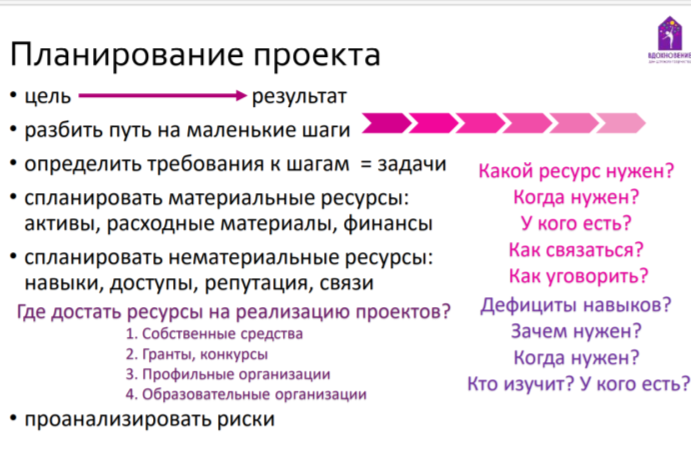 Планирование проекта
ВДОХНОВЕНИЕ
• цель результат
• разбить путь на маленькие шаги
• определить требования к шагам = задачи
• спланировать материальные ресурсы:
активы, расходные материалы, финансы
• спланировать нематериальные ресурсы:
навыки, доступы, репутация, связи
Где достать ресурсы на реализацию проектов?
1. Собственные средства
2. Гранты, конкурсы
3. Профильные организации
4. Образовательные организации
• проанализировать риски
Какой ресурс нужен?
Когда нужен?
У кого есть?
Как связаться?
Как уговорить?
Дефициты навыков?
Зачем нужен?
Когда нужен?
Кто изучит? У кого есть?